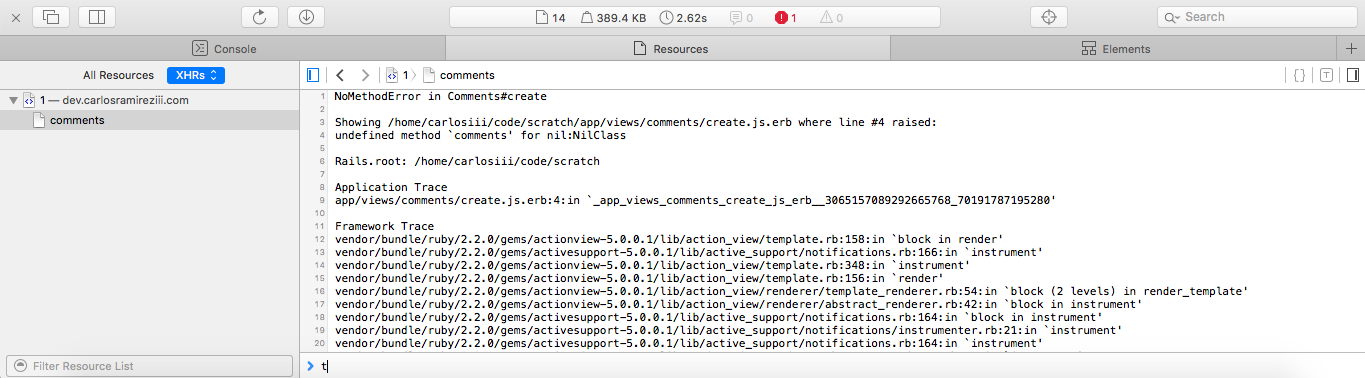 14 389.4 KB 2.62s 0 1 0 Search
Console Resources Elements
All Resources XHRs 1 comments
1 — dev.carlosramireziii.com
comments
1 NoMethodError in Comments#create
2
3 Showing /home/carlosiii/code/scratch/app/views/comments/create.js.erb where line #4 raised:
4 undefined method `comments' for nil:NilClass
5
6 Rails.root: /home/carlosiii/code/scratch
7
8 Application Trace
9 app/views/comments/create.js.erb:4:in `_app_views_comments_create_js_erb__3065157089292665768_70191787195280'
10
11 Framework Trace
12 vendor/bundle/ruby/2.2.0/gems/actionview-5.0.0.1/lib/action_view/template.rb:158:in `block in render'
13 vendor/bundle/ruby/2.2.0/gems/activesupport-5.0.0.1/lib/active_support/notifications.rb:166:in `instrument'
14 vendor/bundle/ruby/2.2.0/gems/actionview-5.0.0.1/lib/action_view/template.rb:348:in `instrument'
15 vendor/bundle/ruby/2.2.0/gems/actionview-5.0.0.1/lib/action_view/template.rb:156:in `render'
16 vendor/bundle/ruby/2.2.0/gems/actionview-5.0.0.1/lib/action_view/renderer/template_renderer.rb:54:in `block (2 levels) in render_template'
17 vendor/bundle/ruby/2.2.0/gems/actionview-5.0.0.1/lib/action_view/renderer/abstract_renderer.rb:42:in `block in instrument'
18 vendor/bundle/ruby/2.2.0/gems/activesupport-5.0.0.1/lib/active_support/notifications.rb:164:in `block in instrument'
19 vendor/bundle/ruby/2.2.0/gems/activesupport-5.0.0.1/lib/active_support/notifications/instrumenter.rb:21:in `instrument'
20 vendor/bundle/ruby/2.2.0/gems/activesupport-5.0.0.1/lib/active_support/notifications.rb:164:in `instrument'
Filter Resource List
t